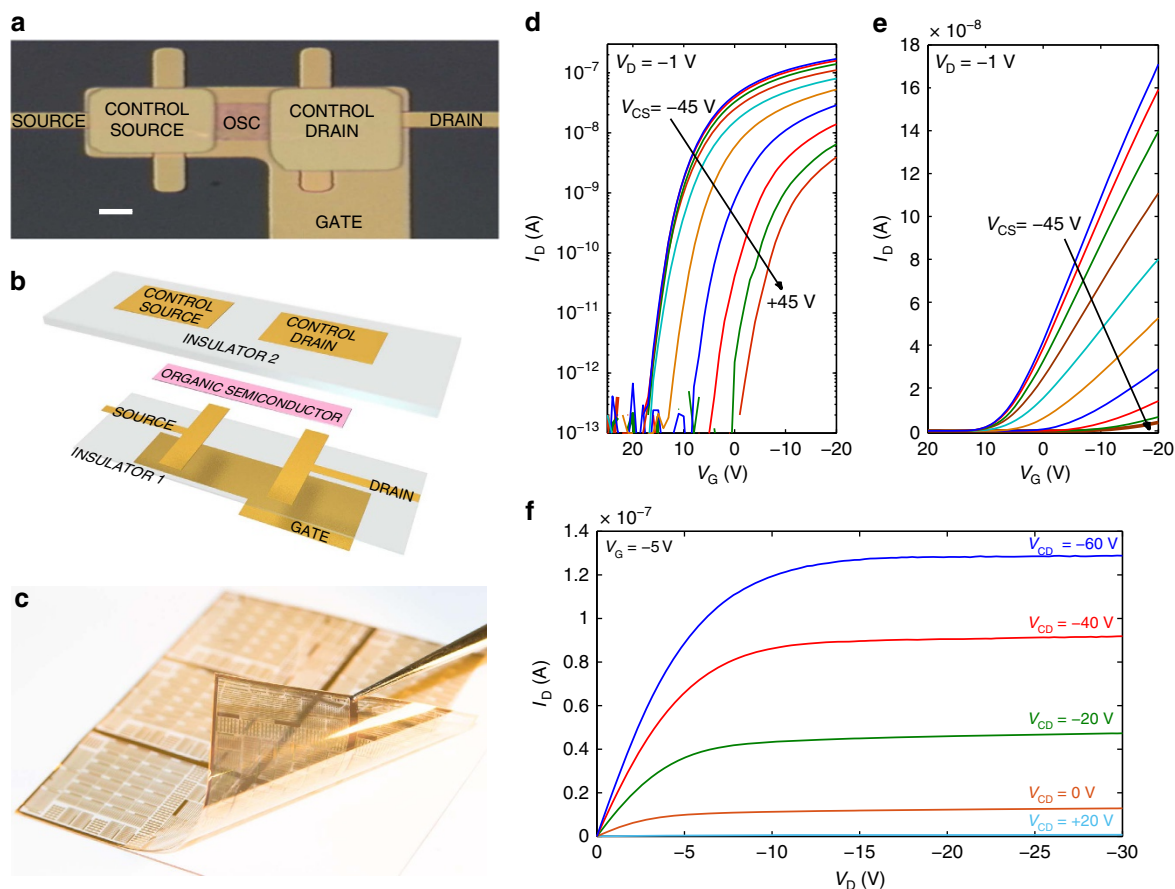 a
SOURCE
CONTROL
SOURCE
OSC
CONTROL
DRAIN
DRAIN
GATE
b
CONTROL
SOURCE
CONTROL
DRAIN
INSULATOR 2
ORGANIC SEMICONDUCTOR
SOURCE
INSULATOR 1
DRAIN
GATE
c
d
V_D = −1 V
V_CS= −45 V
+45 V
10⁻⁷
10⁻⁸
10⁻⁹
10⁻¹⁰
10⁻¹¹
10⁻¹²
10⁻¹³
I_D (A)
20 10 0 −10 −20
V_G (V)
e
× 10⁻⁸
V_D = −1 V
V_CS= −45 V
18
16
14
12
10
8
6
4
2
0
I_D (A)
20 10 0 −10 −20
V_G (V)
f
× 10⁻⁷
V_G = −5 V
V_CD = −60 V
V_CD = −40 V
V_CD = −20 V
V_CD = 0 V
V_CD = +20 V
1.4
1.2
1
0.8
0.6
0.4
0.2
0
I_D (A)
0 −5 −10 −15 −20 −25 −30
V_D (V)